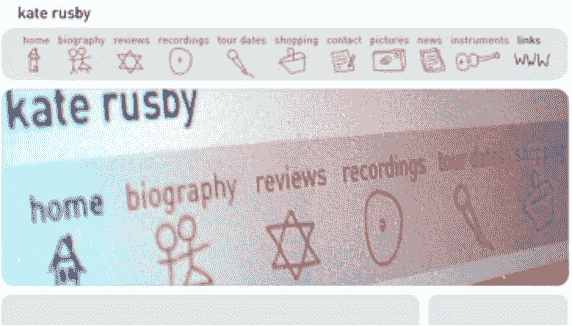 kate rusby
home biography reviews recordings tour dates shopping contact pictures news instruments links
www
kate rusby
home biography reviews recordings tour dates shopping